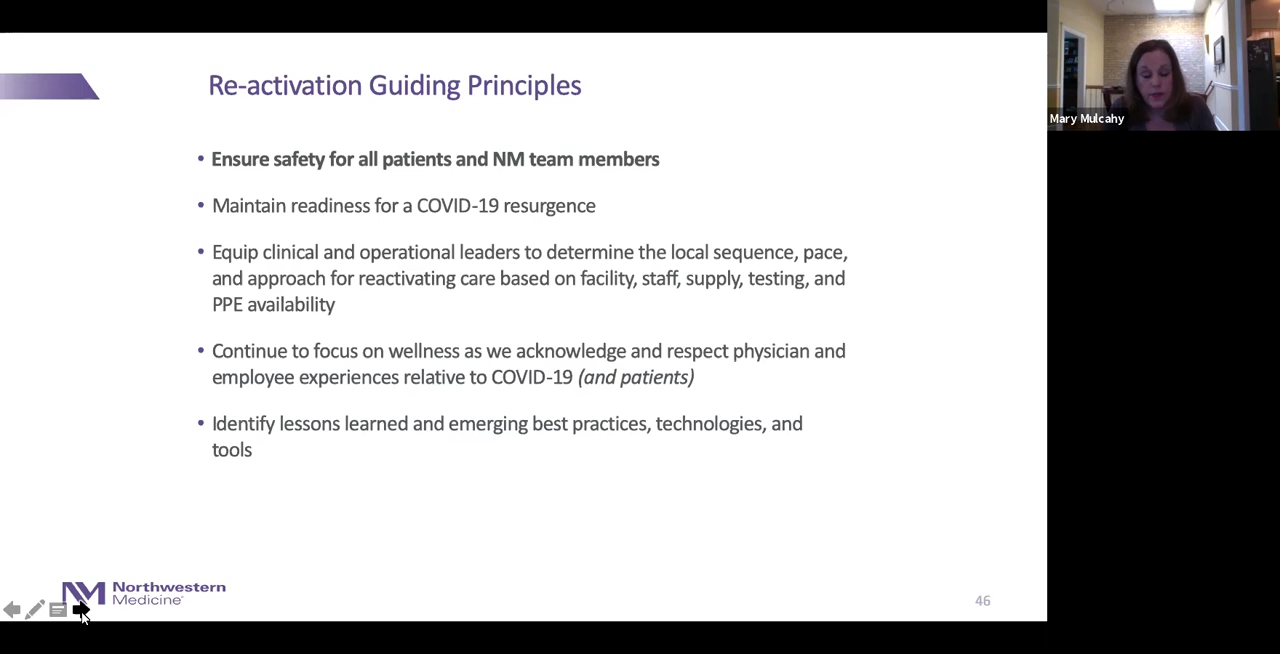 Re-activation Guiding Principles
• Ensure safety for all patients and NM team members
• Maintain readiness for a COVID-19 resurgence
• Equip clinical and operational leaders to determine the local sequence, pace,
and approach for reactivating care based on facility, staff, supply, testing, and
PPE availability
• Continue to focus on wellness as we acknowledge and respect physician and
employee experiences relative to COVID-19 (and patients)
• Identify lessons learned and emerging best practices, technologies, and
tools
NM Northwestern
Medicine
46
Mary Mulcahy